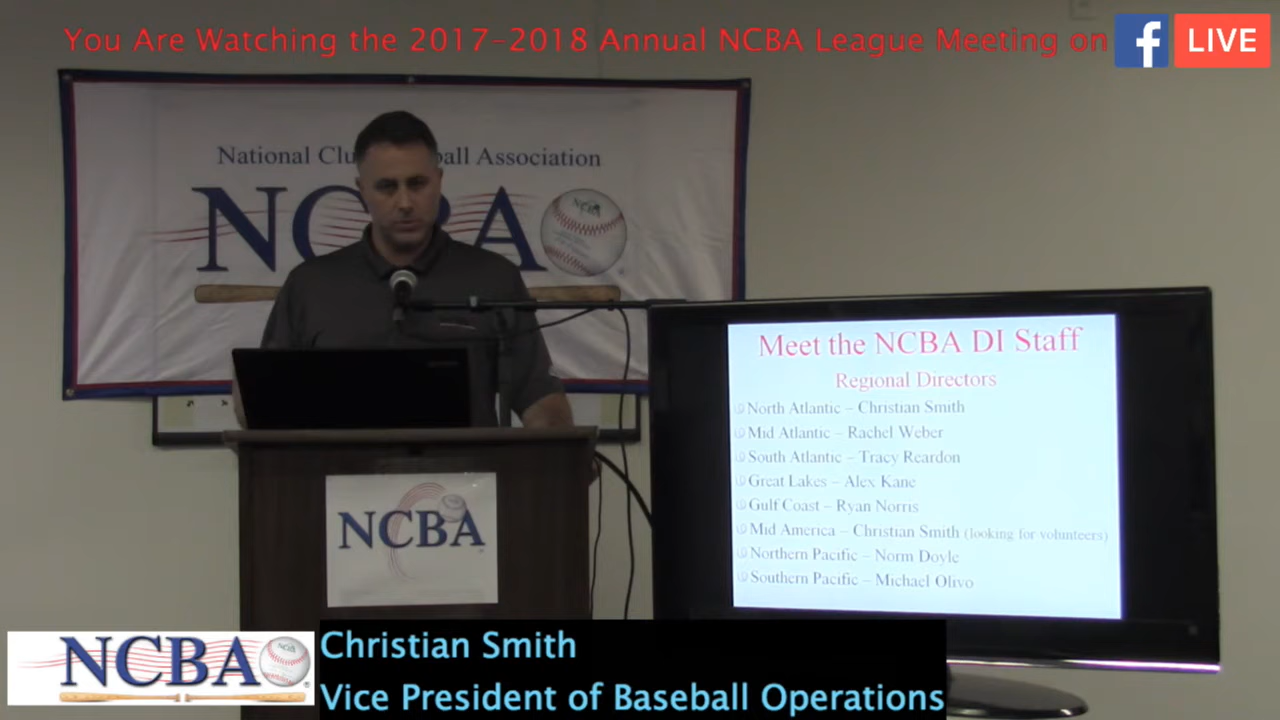 You Are Watching the 2017-2018 Annual NCBA League Meeting on f LIVE
National Clu ball Association
NCBA
Meet the NCBA DI Staff
Regional Directors
North Atlantic – Christian Smith
Mid Atlantic – Rachel Weber
South Atlantic – Tracy Reardon
Great Lakes – Alex Kane
Gulf Coast – Ryan Norris
Mid America – Christian Smith (looking for volunteers)
Northern Pacific – Norm Doyle
Southern Pacific – Michael Olivo
NCBA
NCBA
Christian Smith
Vice President of Baseball Operations